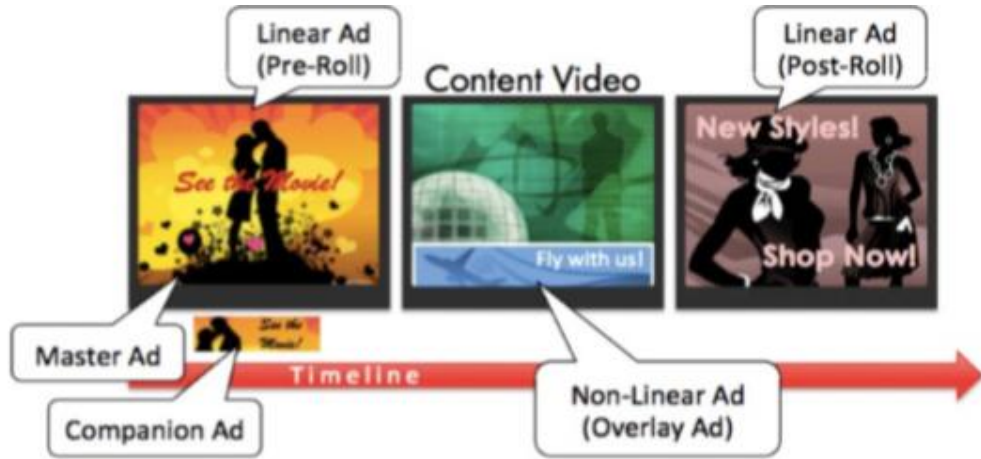 Linear Ad
(Pre-Roll)
Linear Ad
(Post-Roll)
Content Video
See the Movie!
New Styles!
Fly with us!
Shop Now!
See the
Movie!
Master Ad
Timeline
Companion Ad
Non-Linear Ad
(Overlay Ad)